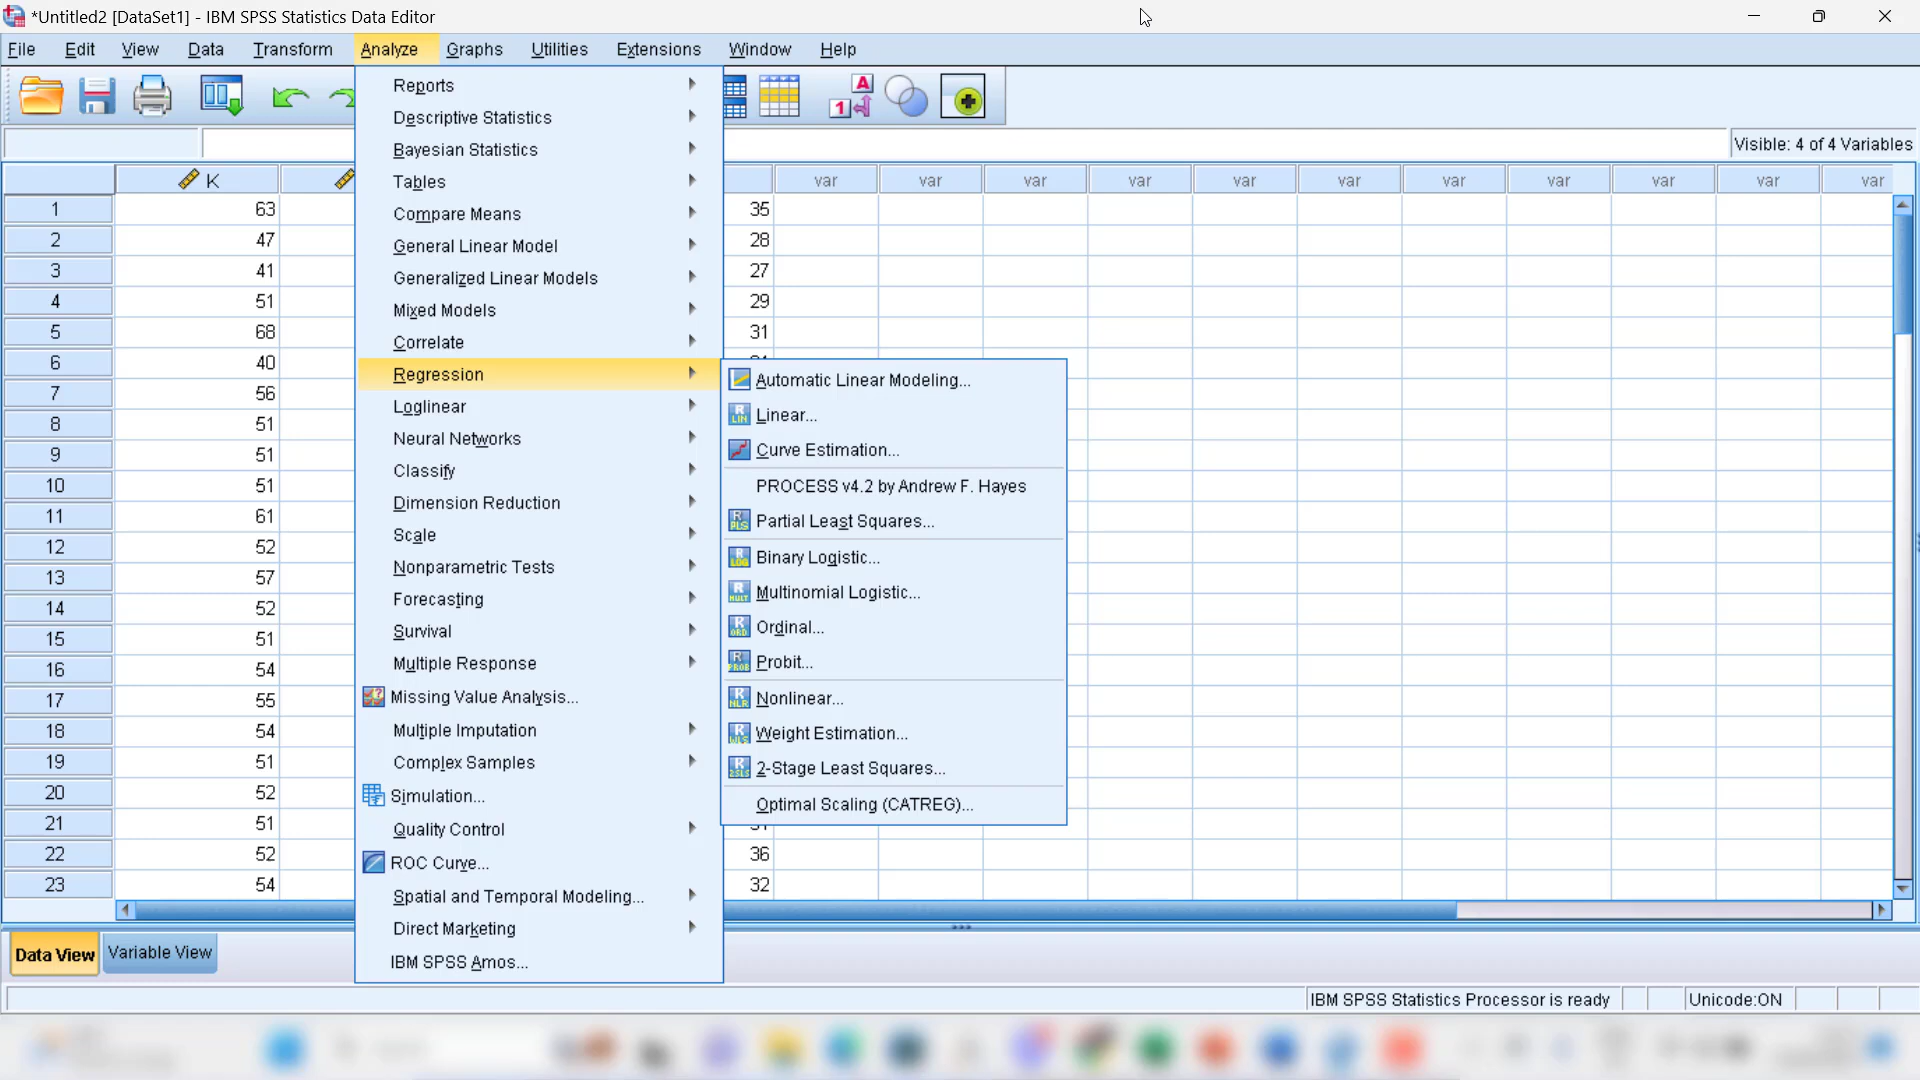 *Untitled2 [DataSet1] - IBM SPSS Statistics Data Editor
File Edit View Data Transform Analyze Graphs Utilities Extensions Window Help
Visible: 4 of 4 Variables
K var var var var var var var var var var var
1 63 35
2 47 28
3 41 27
4 51 29
5 68 31
6 40
7 56
8 51
9 51
10 51
11 61
12 52
13 57
14 52
15 51
16 54
17 55
18 54
19 51
20 52
21 51
22 52 36
23 54 32
Reports
Descriptive Statistics
Bayesian Statistics
Tables
Compare Means
General Linear Model
Generalized Linear Models
Mixed Models
Correlate
Regression
Loglinear
Neural Networks
Classify
Dimension Reduction
Scale
Nonparametric Tests
Forecasting
Survival
Multiple Response
Missing Value Analysis...
Multiple Imputation
Complex Samples
Simulation...
Quality Control
ROC Curve...
Spatial and Temporal Modeling...
Direct Marketing
IBM SPSS Amos...
Automatic Linear Modeling...
Linear...
Curve Estimation...
PROCESS v4.2 by Andrew F. Hayes
Partial Least Squares...
Binary Logistic...
Multinomial Logistic...
Ordinal...
Probit...
Nonlinear...
Weight Estimation...
2-Stage Least Squares...
Optimal Scaling (CATREG)...
Data View Variable View
IBM SPSS Statistics Processor is ready Unicode:ON